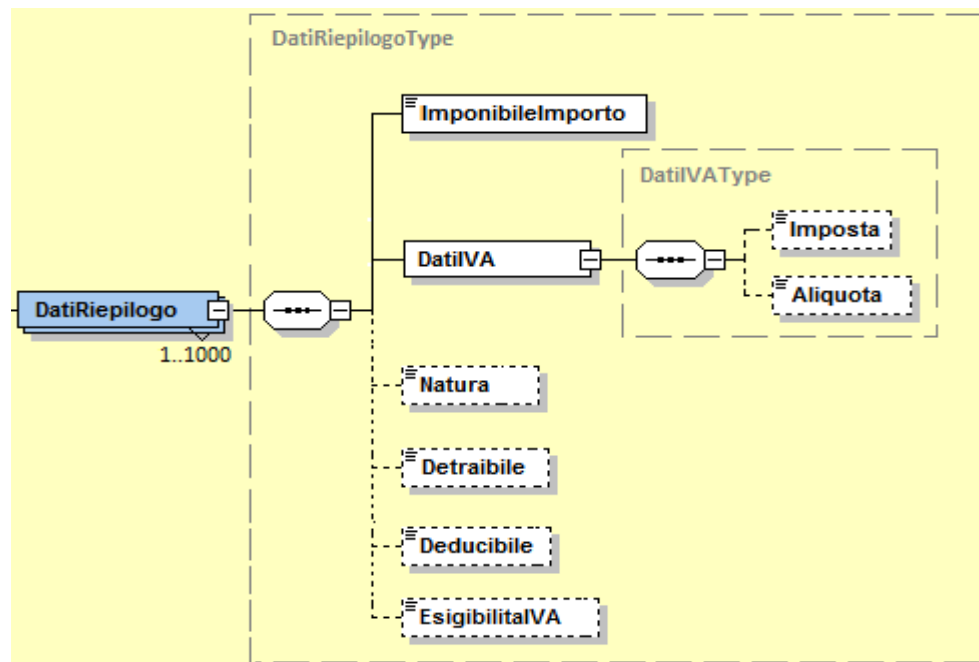 DatiRiepilogoType
ImponibileImporto
DatiIVAType
Imposta
DatiIVA
Aliquota
DatiRiepilogo
1..1000
Natura
Detraibile
Deducibile
EsigibilitaIVA